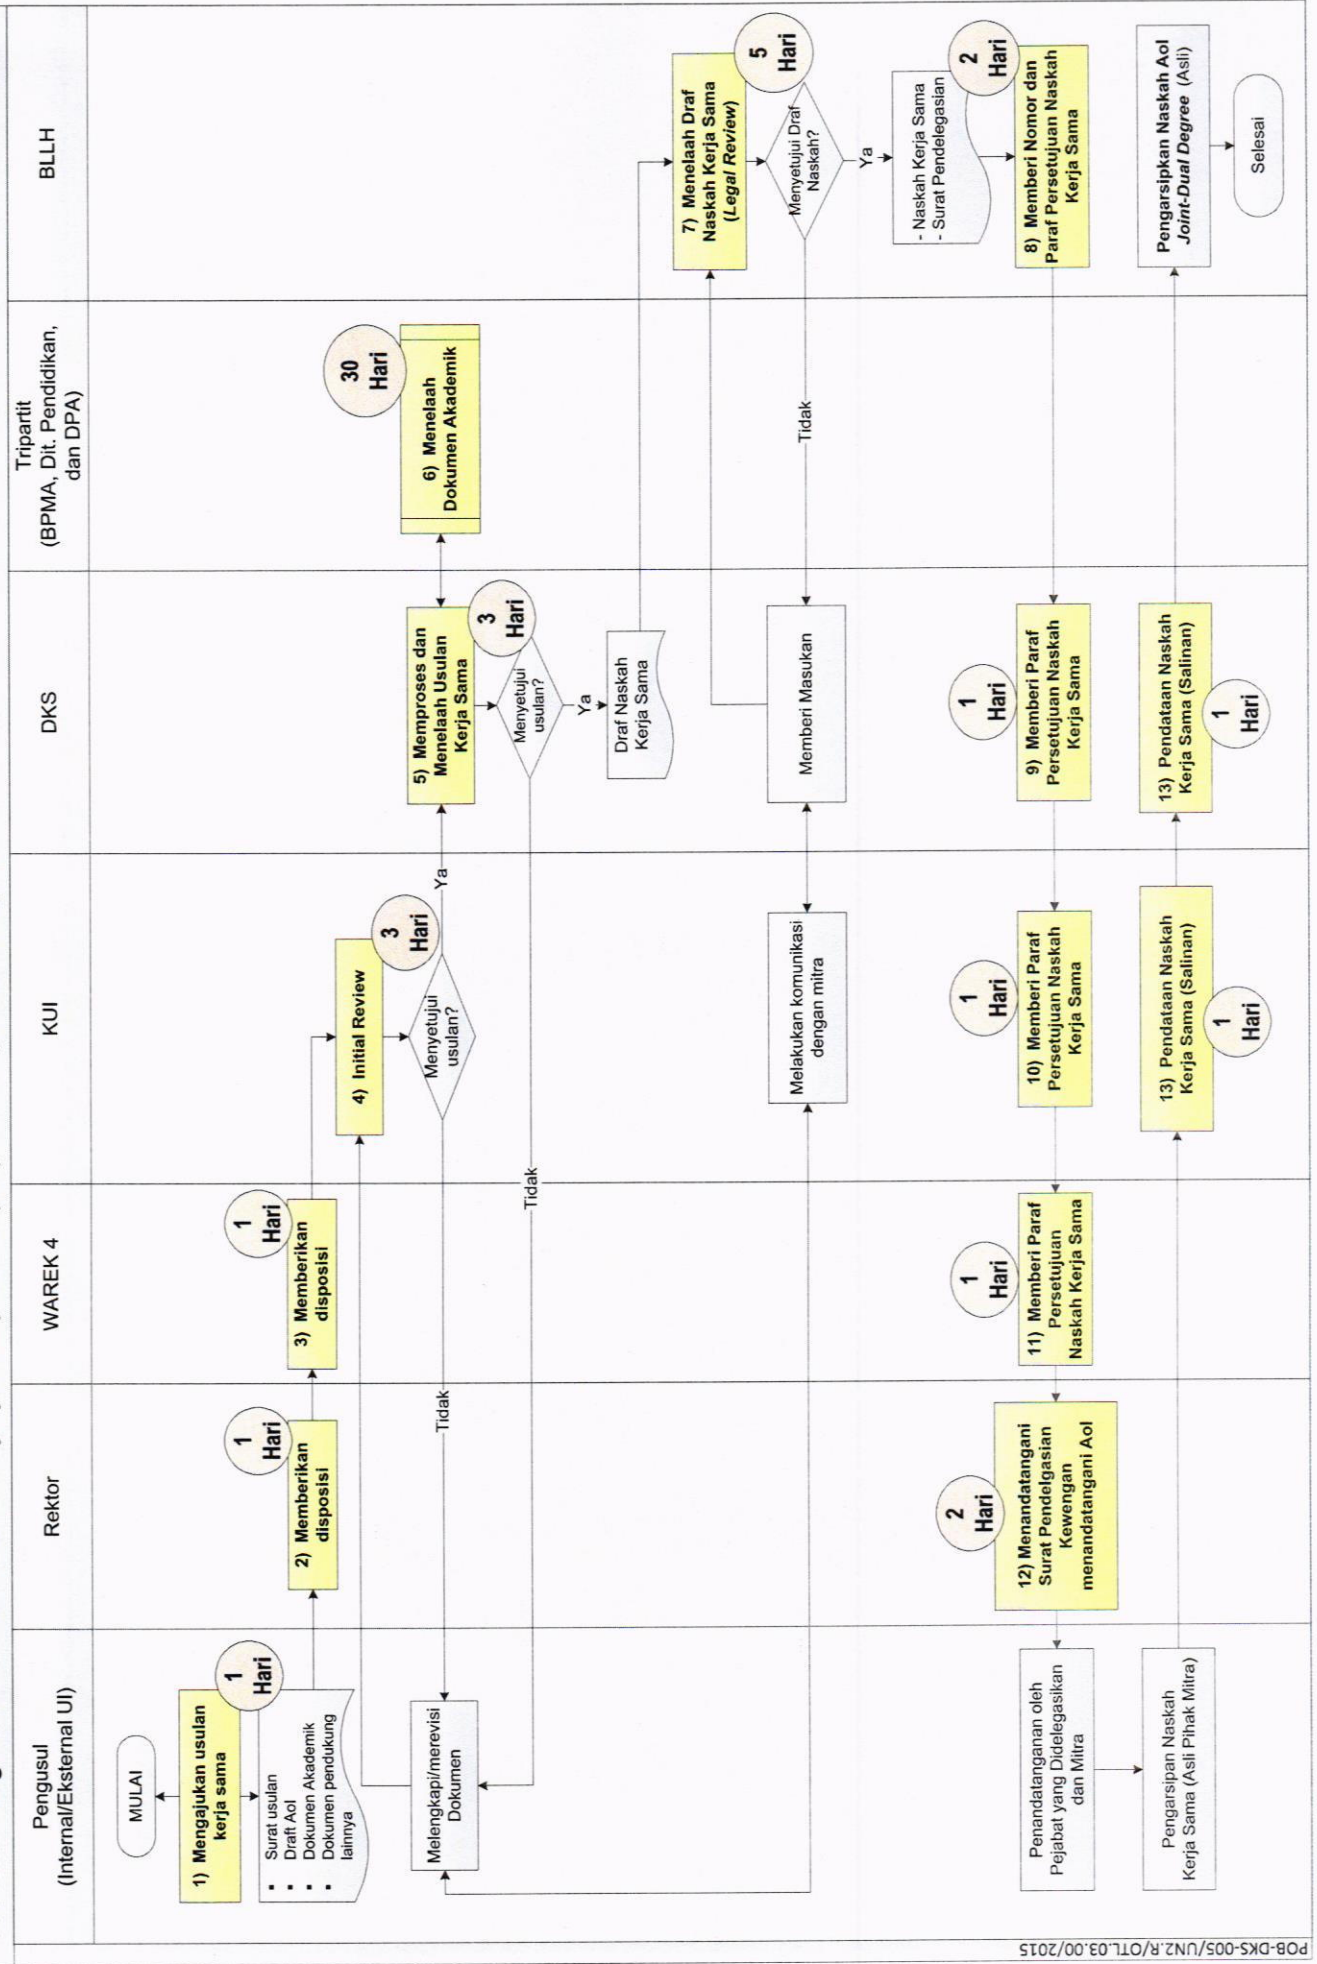 Pengusul
(Internal/Eksternal UI)
Rektor
WAREK 4
KUI
DKS
Tripartit
(BPMA, Dit. Pendidikan,
dan DPA)
BLLH
MULAI
1) Mengajukan usulan
kerja sama
1
Hari
▪ Surat usulan
▪ Draft AoI
▪ Dokumen Akademik
▪ Dokumen pendukung
lainnya
2) Memberikan
disposisi
1
Hari
3) Memberikan
disposisi
1
Hari
4) Initial Review
3
Hari
Menyetujui
usulan?
Ya
Tidak
Melengkapi/merevisi
Dokumen
5) Memproses dan
Menelaah Usulan
Kerja Sama
3
Hari
Menyetujui
usulan?
Ya
Tidak
6) Menelaah
Dokumen Akademik
30
Hari
Draf Naskah
Kerja Sama
7) Menelaah Draf
Naskah Kerja Sama
(Legal Review)
5
Hari
Menyetujui Draf
Naskah?
Ya
Tidak
Memberi Masukan
Melakukan komunikasi
dengan mitra
- Naskah Kerja Sama
- Surat Pendelegasian
2
Hari
8) Memberi Nomor dan
Paraf Persetujuan Naskah
Kerja Sama
9) Memberi Paraf
Persetujuan Naskah
Kerja Sama
1
Hari
10) Memberi Paraf
Persetujuan Naskah
Kerja Sama
1
Hari
11) Memberi Paraf
Persetujuan
Naskah Kerja Sama
1
Hari
12) Menandatangani
Surat Pendelgasian
Kewengan
menandatangani AoI
2
Hari
Penandatanganan oleh
Pejabat yang Didelegasikan
dan Mitra
Pengarsipan Naskah
Kerja Sama (Asli Pihak Mitra)
13) Pendataan Naskah
Kerja Sama (Salinan)
1
Hari
13) Pendataan Naskah
Kerja Sama (Salinan)
1
Hari
Pengarsipkan Naskah AoI
Joint-Dual Degree (Asli)
Selesai
POB-DKS-005/UN2.R/OTL.03.00/2015